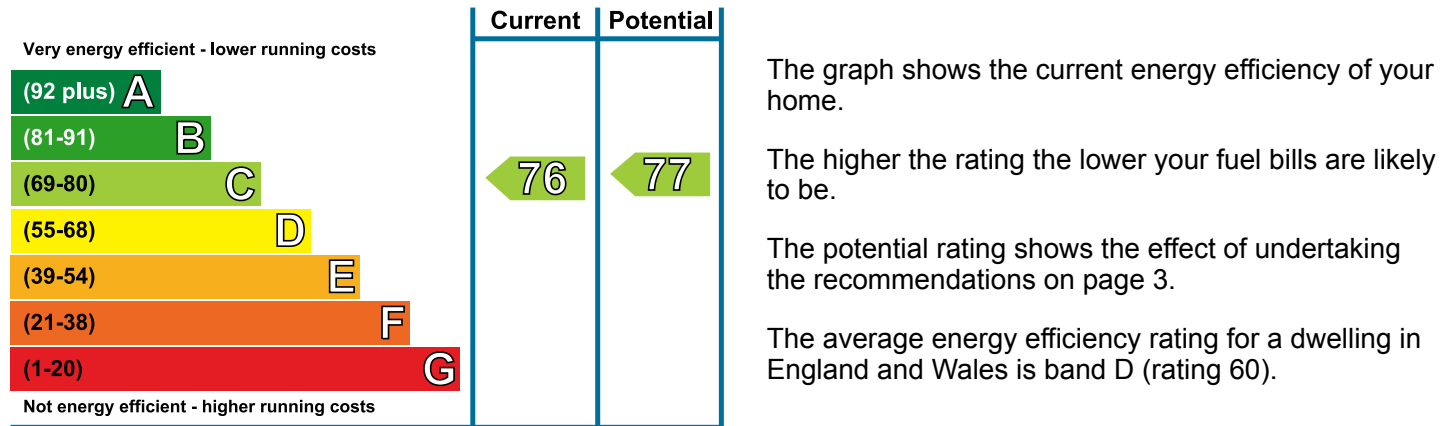 Current Potential
Very energy efficient - lower running costs
(92 plus) A
(81-91) B
(69-80) C
(55-68) D
(39-54) E
(21-38) F
(1-20) G
Not energy efficient - higher running costs
76 77
The graph shows the current energy efficiency of your
home.
The higher the rating the lower your fuel bills are likely
to be.
The potential rating shows the effect of undertaking
the recommendations on page 3.
The average energy efficiency rating for a dwelling in
England and Wales is band D (rating 60).